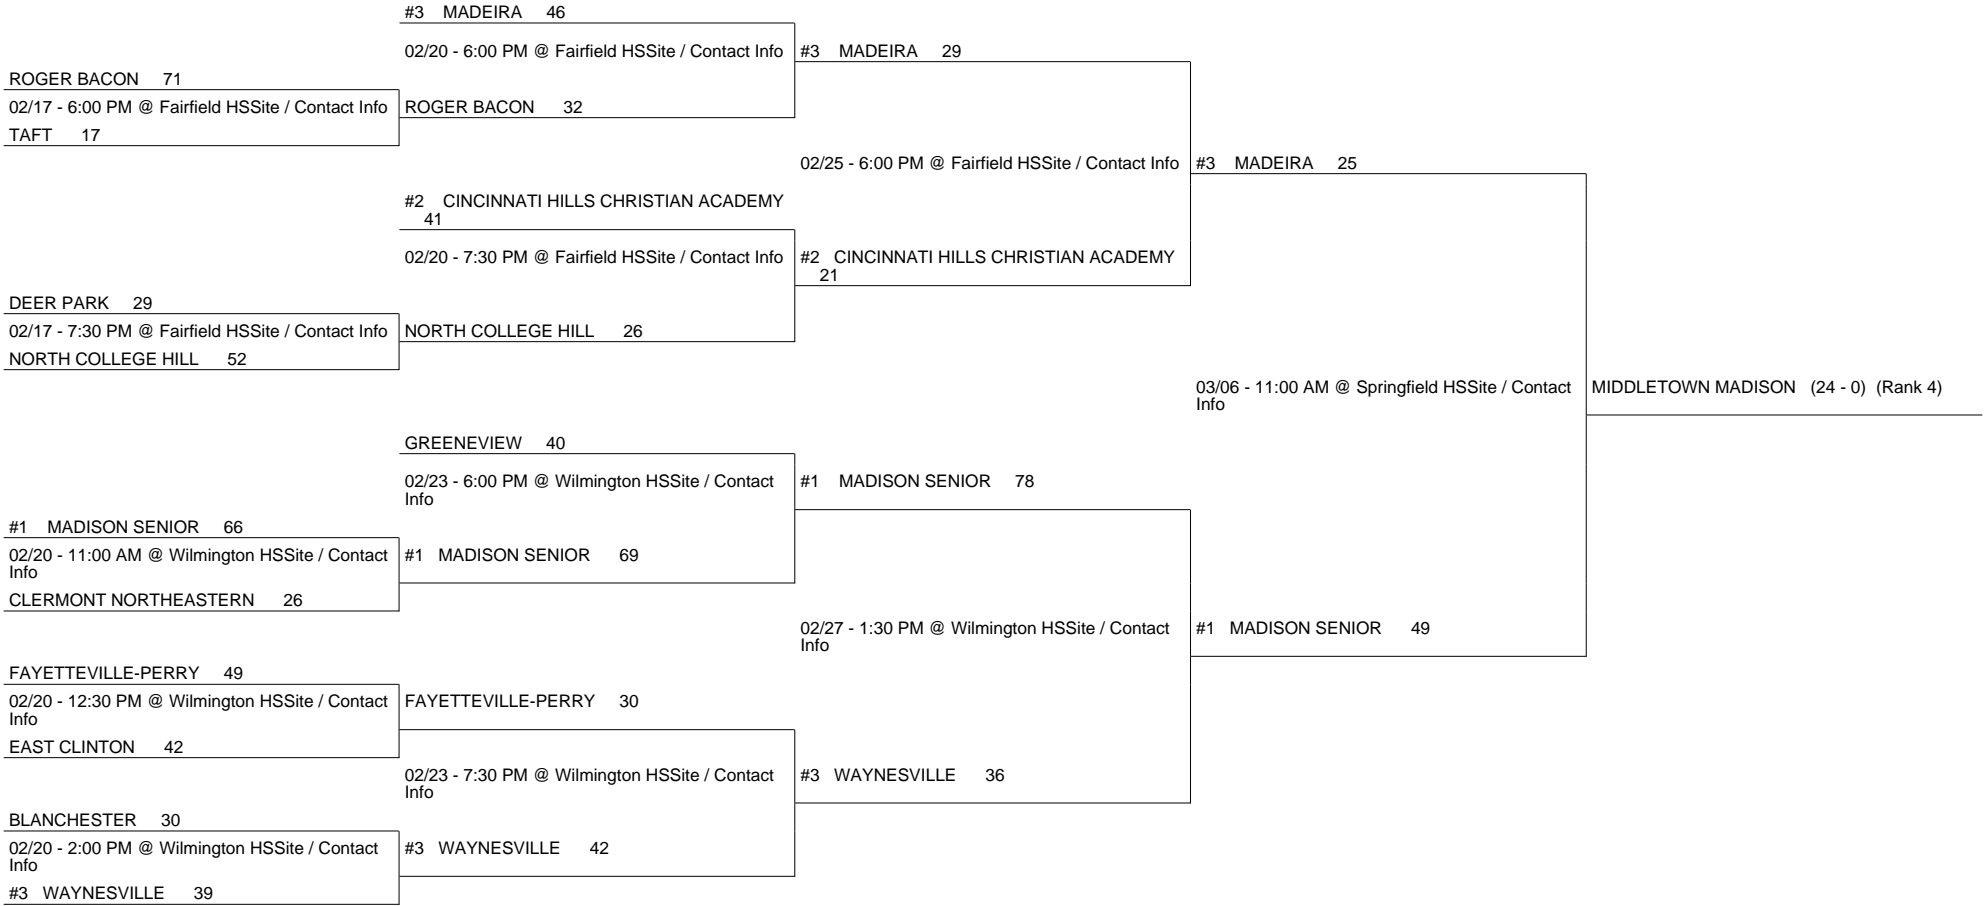 #3 MADEIRA 46
02/20 - 6:00 PM @ Fairfield HSSite / Contact Info
#3 MADEIRA 29
ROGER BACON 71
02/17 - 6:00 PM @ Fairfield HSSite / Contact Info
ROGER BACON 32
TAFT 17
02/25 - 6:00 PM @ Fairfield HSSite / Contact Info
#3 MADEIRA 25
#2 CINCINNATI HILLS CHRISTIAN ACADEMY
41
02/20 - 7:30 PM @ Fairfield HSSite / Contact Info
#2 CINCINNATI HILLS CHRISTIAN ACADEMY
21
DEER PARK 29
02/17 - 7:30 PM @ Fairfield HSSite / Contact Info
NORTH COLLEGE HILL 26
NORTH COLLEGE HILL 52
03/06 - 11:00 AM @ Springfield HSSite / Contact
Info
MIDDLETOWN MADISON (24 - 0) (Rank 4)
GREENEVIEW 40
02/23 - 6:00 PM @ Wilmington HSSite / Contact
Info
#1 MADISON SENIOR 78
#1 MADISON SENIOR 66
02/20 - 11:00 AM @ Wilmington HSSite / Contact
Info
#1 MADISON SENIOR 69
CLERMONT NORTHEASTERN 26
02/27 - 1:30 PM @ Wilmington HSSite / Contact
Info
#1 MADISON SENIOR 49
FAYETTEVILLE-PERRY 49
02/20 - 12:30 PM @ Wilmington HSSite / Contact
Info
FAYETTEVILLE-PERRY 30
EAST CLINTON 42
02/23 - 7:30 PM @ Wilmington HSSite / Contact
Info
#3 WAYNESVILLE 36
BLANCHESTER 30
02/20 - 2:00 PM @ Wilmington HSSite / Contact
Info
#3 WAYNESVILLE 42
#3 WAYNESVILLE 39